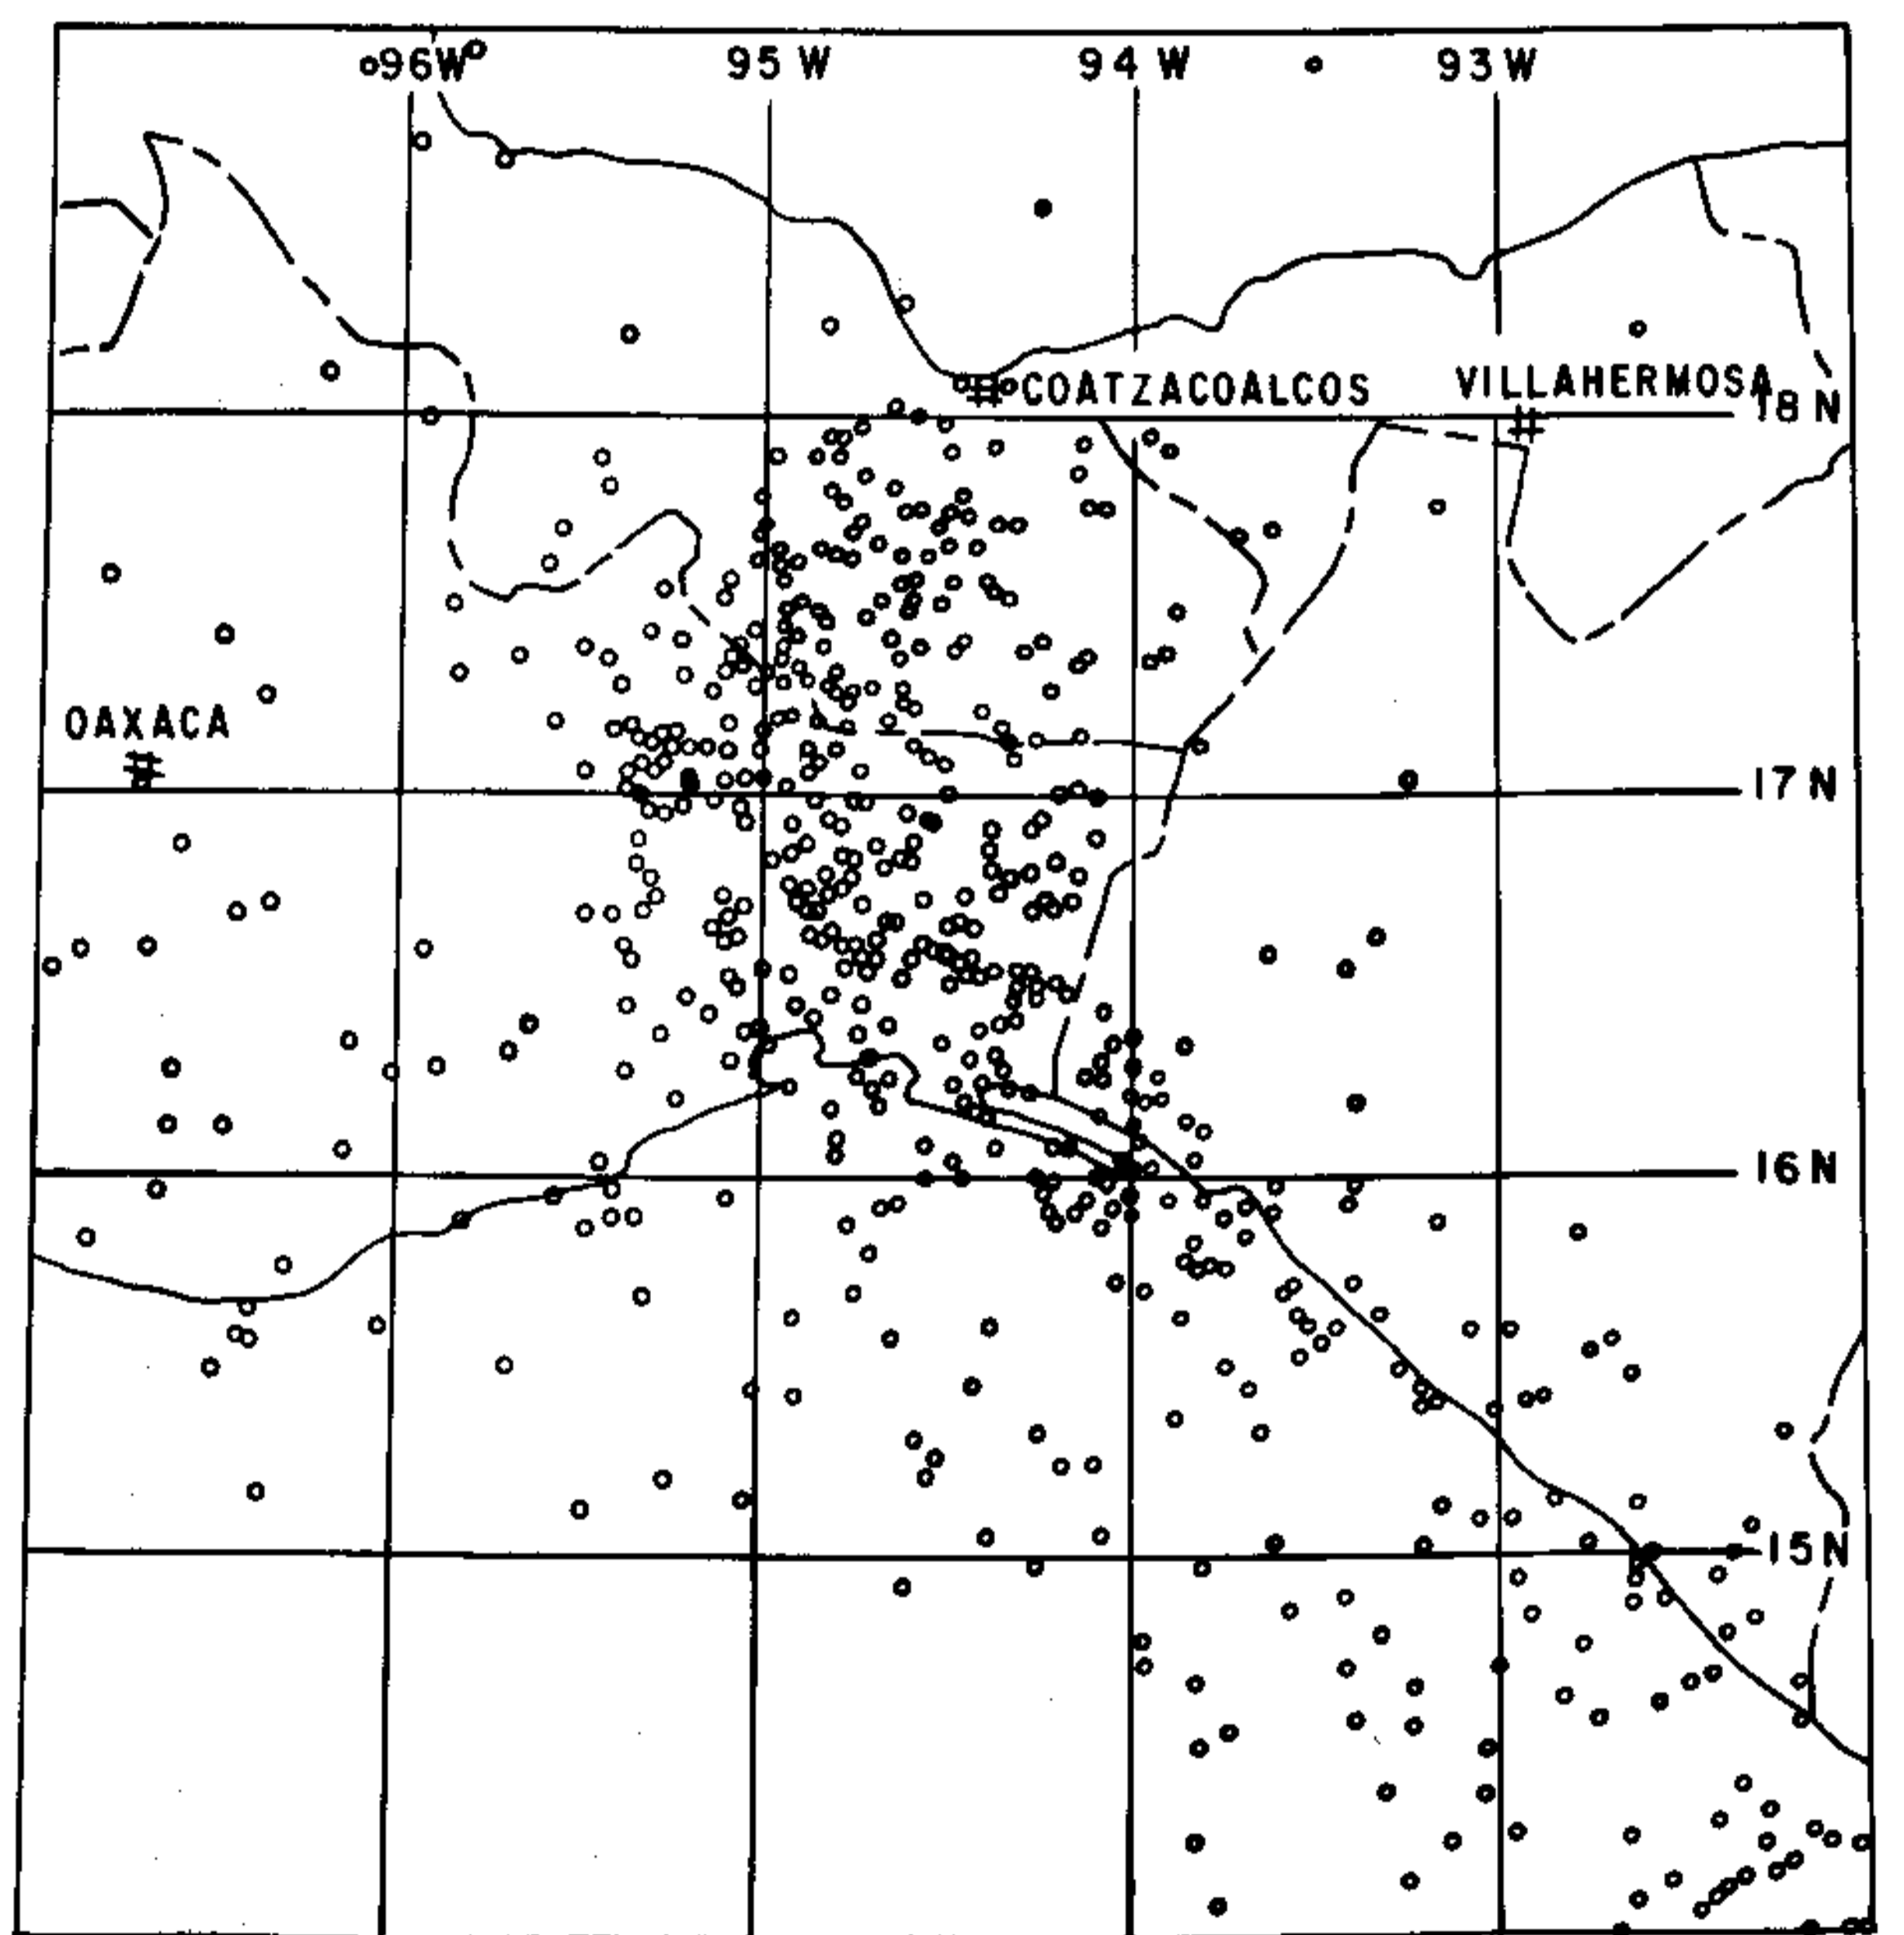 96W 95 W 94 W 93 W
COATZACOALCOS VILLAHERMOSA
18 N
OAXACA
17 N
16 N
15 N